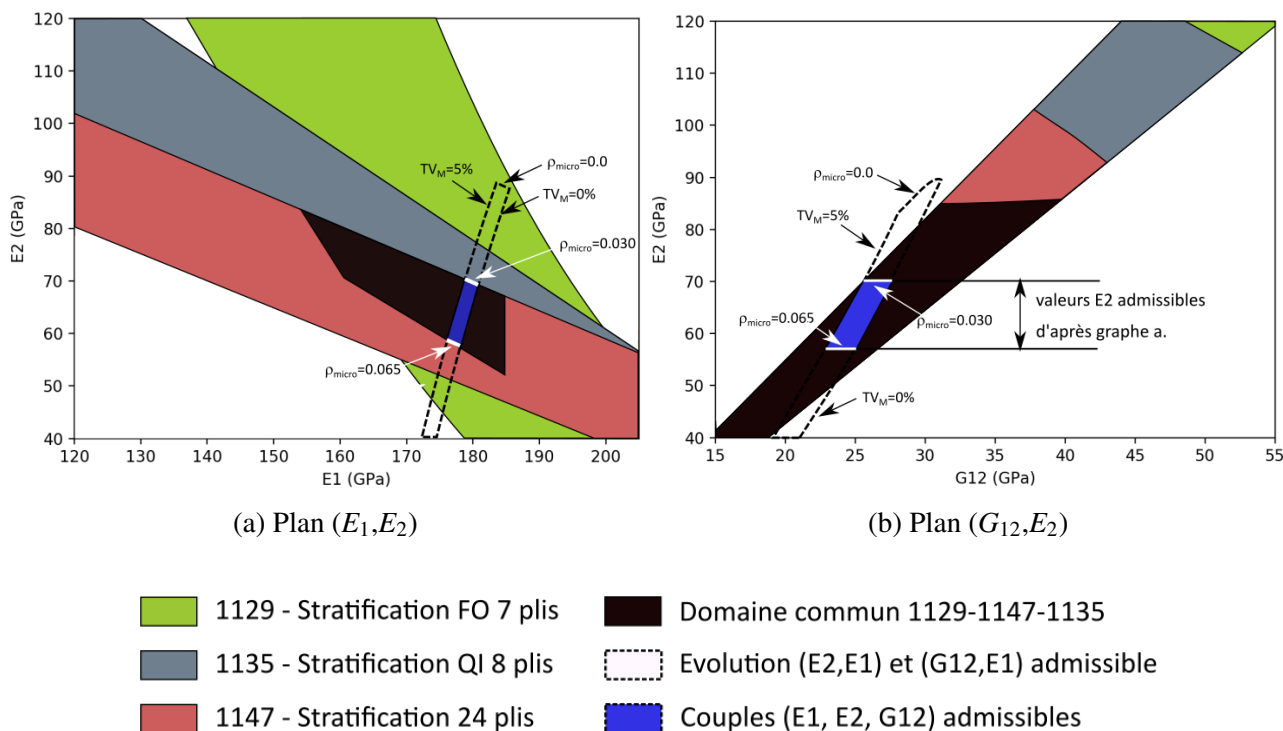 120
110
100
90
80
70
60
50
40
E2 (GPa)
120
130
140
150
160
170
180
190
200
E1 (GPa)
TV_M=5%
ρ_micro=0.0
TV_M=0%
ρ_micro=0.030
ρ_micro=0.065
(a) Plan (E_1,E_2)
120
110
100
90
80
70
60
50
40
E2 (GPa)
15
20
25
30
35
40
45
50
55
G12 (GPa)
ρ_micro=0.0
TV_M=5%
ρ_micro=0.065
ρ_micro=0.030
TV_M=0%
valeurs E2 admissibles
d'après graphe a.
(b) Plan (G_12,E_2)
1129 - Stratification FO 7 plis
1135 - Stratification QI 8 plis
1147 - Stratification 24 plis
Domaine commun 1129-1147-1135
Evolution (E2,E1) et (G12,E1) admissible
Couples (E1, E2, G12) admissibles